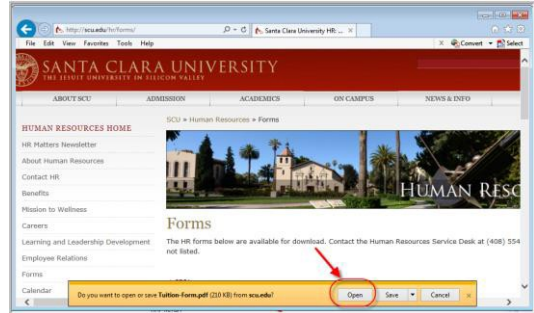 http://scu.edu/hr/forms/
Santa Clara University HR: ...
File Edit View Favorites Tools Help
Convert Select
SANTA CLARA UNIVERSITY
THE JESUIT UNIVERSITY IN SILICON VALLEY
ABOUT SCU ADMISSION ACADEMICS ON CAMPUS NEWS & INFO
SCU » Human Resources » Forms
HUMAN RESOURCES HOME
HR Matters Newsletter
About Human Resources
Contact HR
Benefits
Mission to Wellness
Careers
Learning and Leadership Development
Employee Relations
Forms
Calendar
HUMAN RESC
Forms
The HR forms below are available for download. Contact the Human Resources Service Desk at (408) 554
not listed.
Do you want to open or save Tuition-Form.pdf (210 KB) from scu.edu?
Open Save Cancel